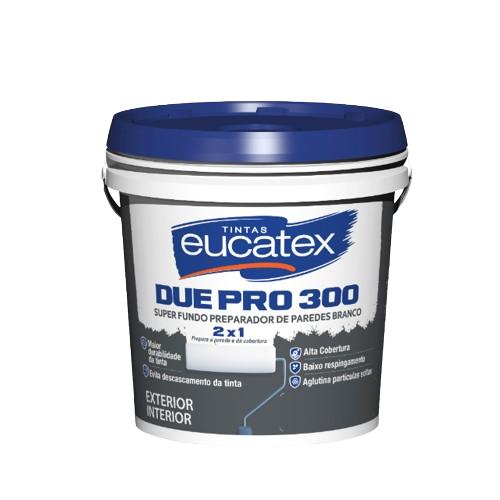 TINTAS
eucatex
DUE PRO 300
SUPER FUNDO PREPARADOR DE PAREDES BRANCO
2 x 1
Prepara a parede e dá cobertura
Maior
durabilidade
da tinta
Evita descascamento da tinta
Alta Cobertura
Baixo respingamento
Aglutina partículas soltas
EXTERIOR
INTERIOR